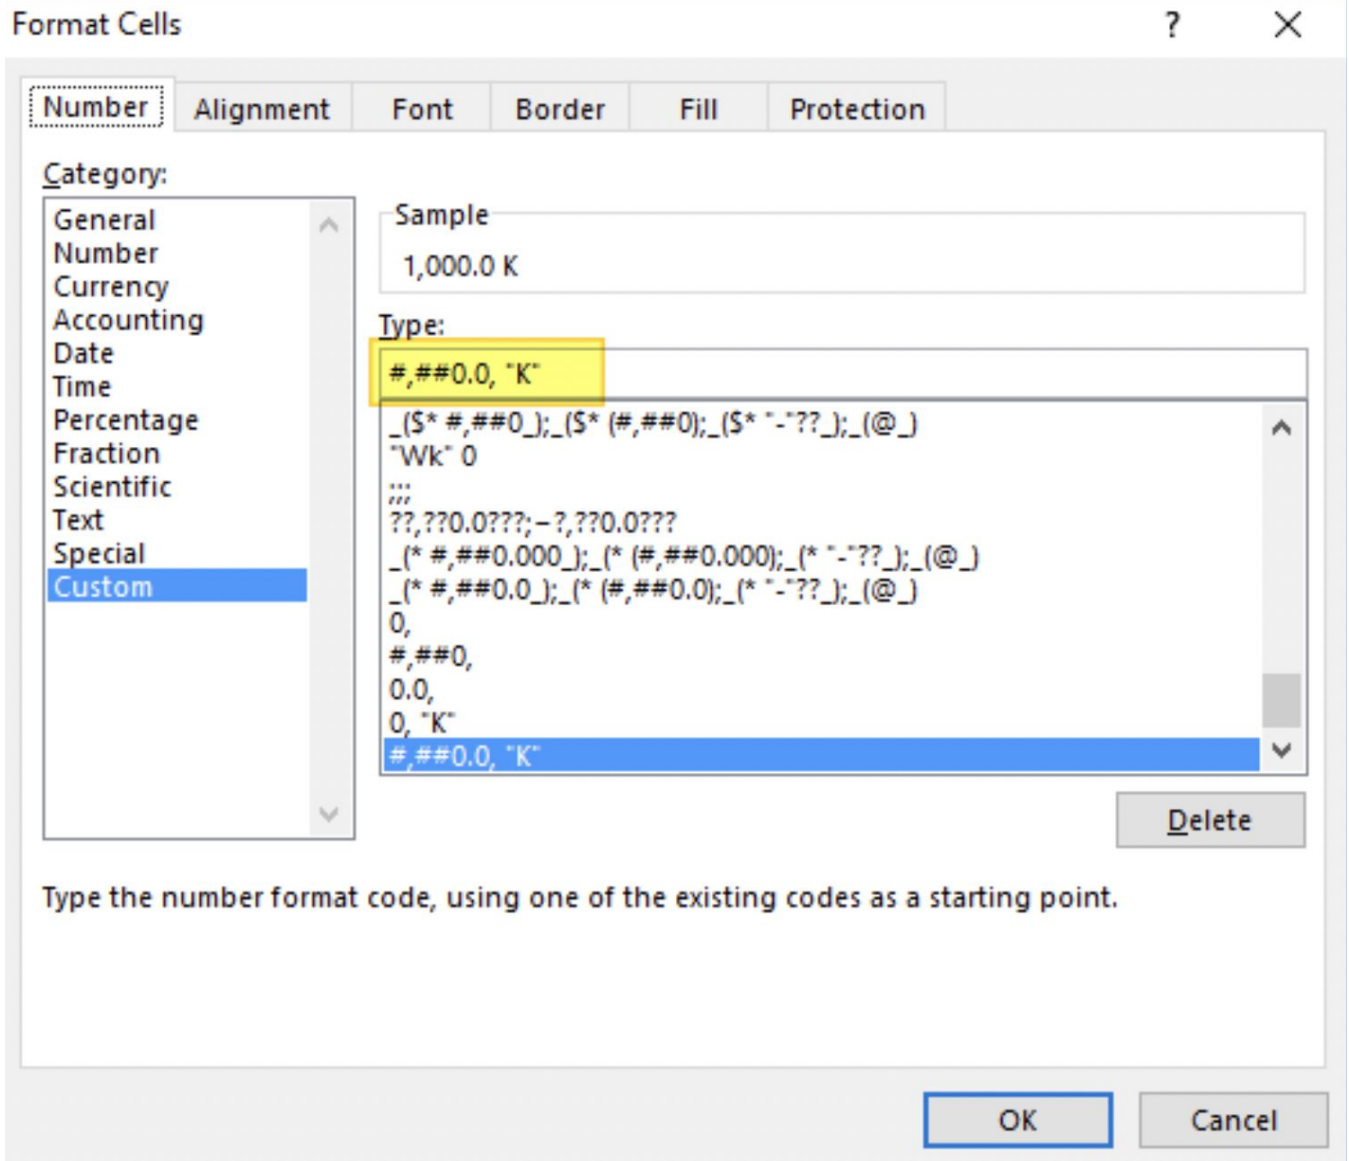 Format Cells ? ×
Number Alignment Font Border Fill Protection
Category:
General
Number
Currency
Accounting
Date
Time
Percentage
Fraction
Scientific
Text
Special
Custom
Sample
1,000.0 K
Type:
#,##0.0, "K"
_($* #,##0_);_($* (#,##0);_($* "-"??_);_(@_)
"Wk" 0
;;;
??,??0.0???;–?,??0.0???
_(* #,##0.000_);_(* (#,##0.000);_(* "-"??_);_(@_)
_(* #,##0.0_);_(* (#,##0.0);_(* "-"??_);_(@_)
0,
#,##0,
0.0,
0, "K"
#,##0.0, "K"
Delete
Type the number format code, using one of the existing codes as a starting point.
OK Cancel